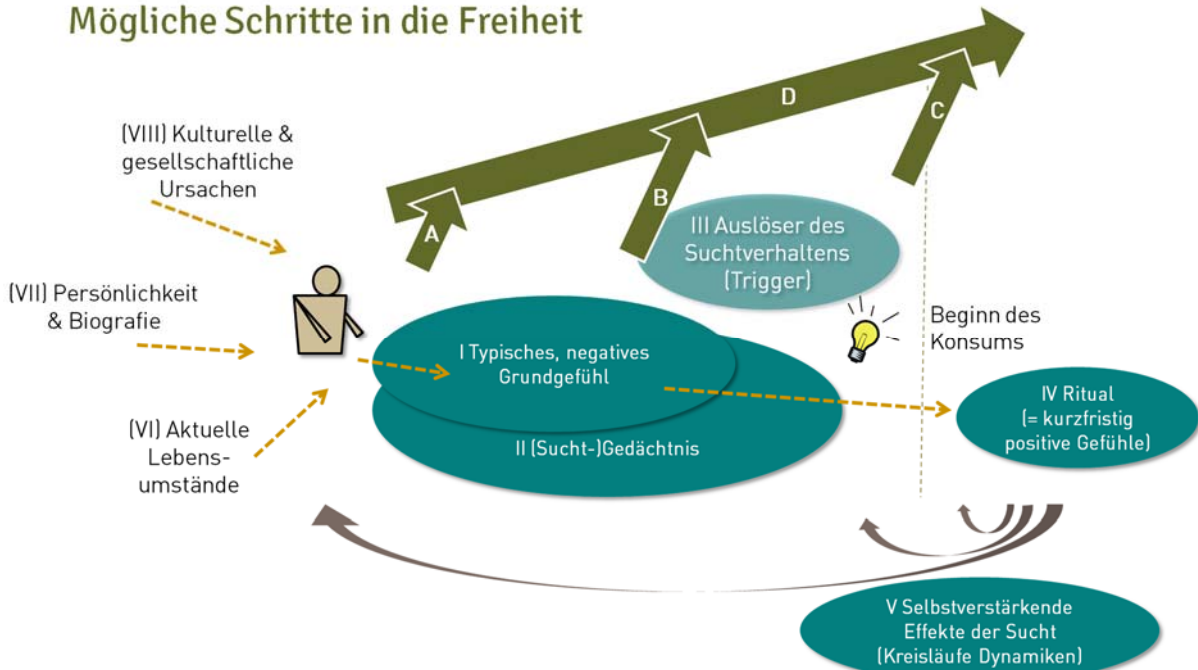 Mögliche Schritte in die Freiheit
D
C
(VIII) Kulturelle &
gesellschaftliche
Ursachen
B
A
III Auslöser des
Suchtverhaltens
(Trigger)
(VII) Persönlichkeit
& Biografie
Beginn des
Konsums
I Typisches, negatives
Grundgefühl
IV Ritual
(= kurzfristig
positive Gefühle)
(VI) Aktuelle
Lebens-
umstände
II (Sucht-)Gedächtnis
V Selbstverstärkende
Effekte der Sucht
(Kreisläufe Dynamiken)